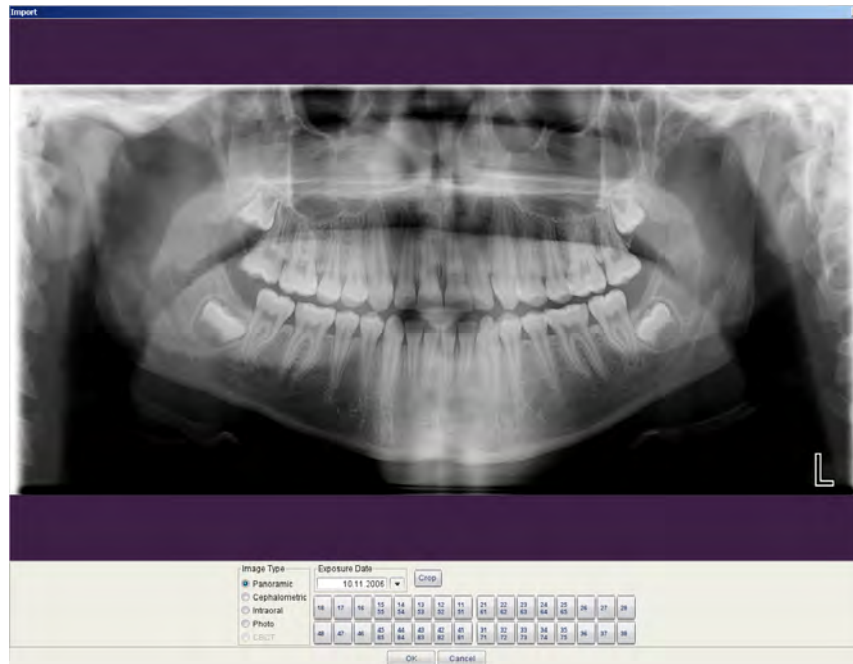 Import
L
Image Type
Exposure Date
Panoramic
10.11.2006
Crop
Cephalometric
Intraoral
Photo
CBCT
18 17 16 15 14 13 12 11 21 22 23 24 25 26 27 28
55 54 53 52 51 61 62 63 64 65
48 47 46 45 44 43 42 41 31 32 33 34 35 36 37 38
85 84 83 82 81 71 72 73 74 75
OK Cancel